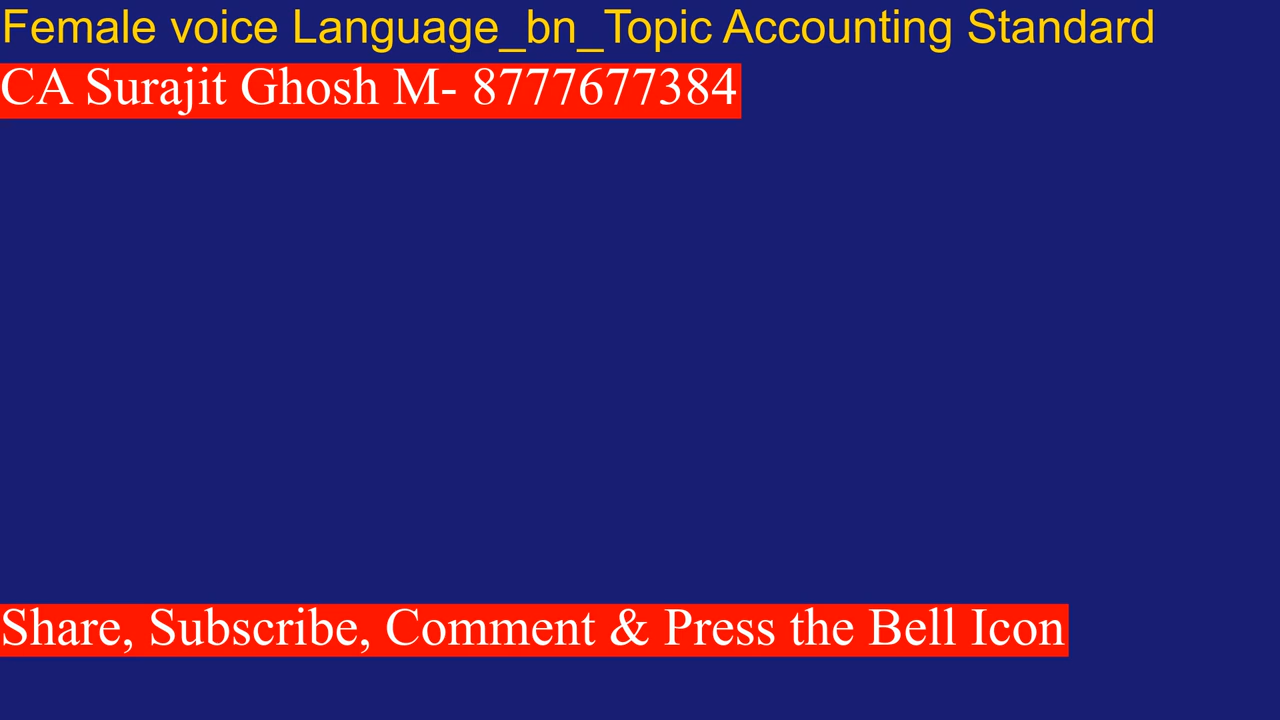 Female voice Language_bn_Topic Accounting Standard
CA Surajit Ghosh M- 8777677384
Share, Subscribe, Comment & Press the Bell Icon